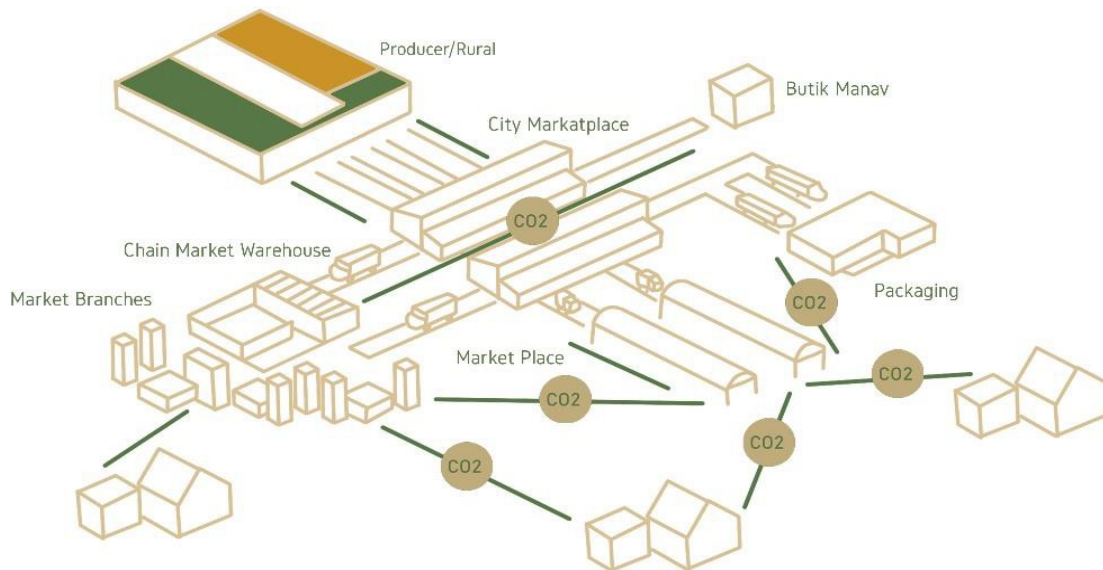 Producer/Rural
Butik Manav
City Markatplace
CO2
Chain Market Warehouse
Market Branches
Packaging
CO2
Market Place
CO2
CO2
CO2
CO2